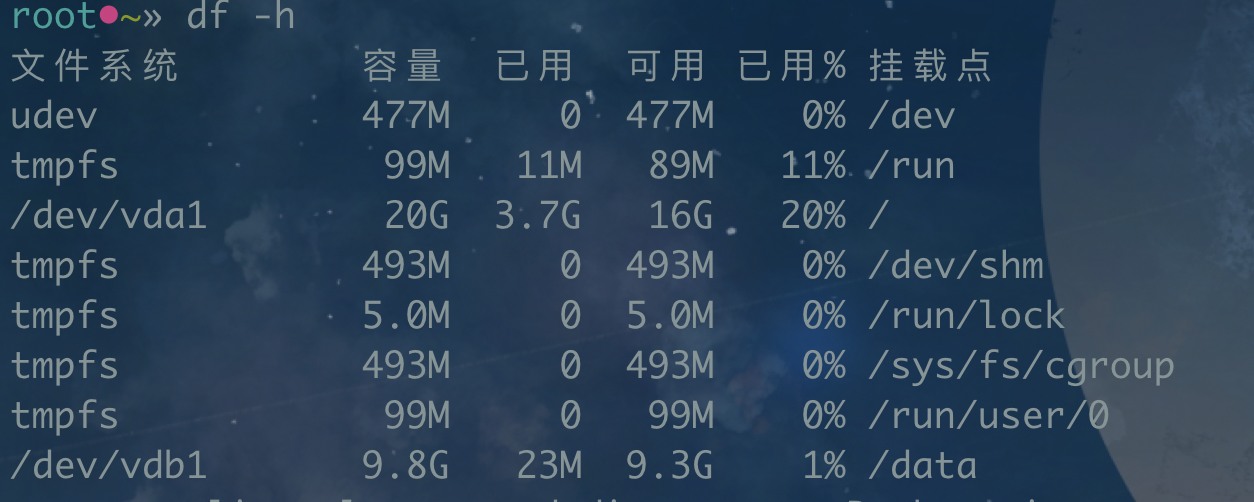 root●~» df -h
文件系统 容量 已用 可用 已用% 挂载点
udev 477M 0 477M 0% /dev
tmpfs 99M 11M 89M 11% /run
/dev/vda1 20G 3.7G 16G 20% /
tmpfs 493M 0 493M 0% /dev/shm
tmpfs 5.0M 0 5.0M 0% /run/lock
tmpfs 493M 0 493M 0% /sys/fs/cgroup
tmpfs 99M 0 99M 0% /run/user/0
/dev/vdb1 9.8G 23M 9.3G 1% /data